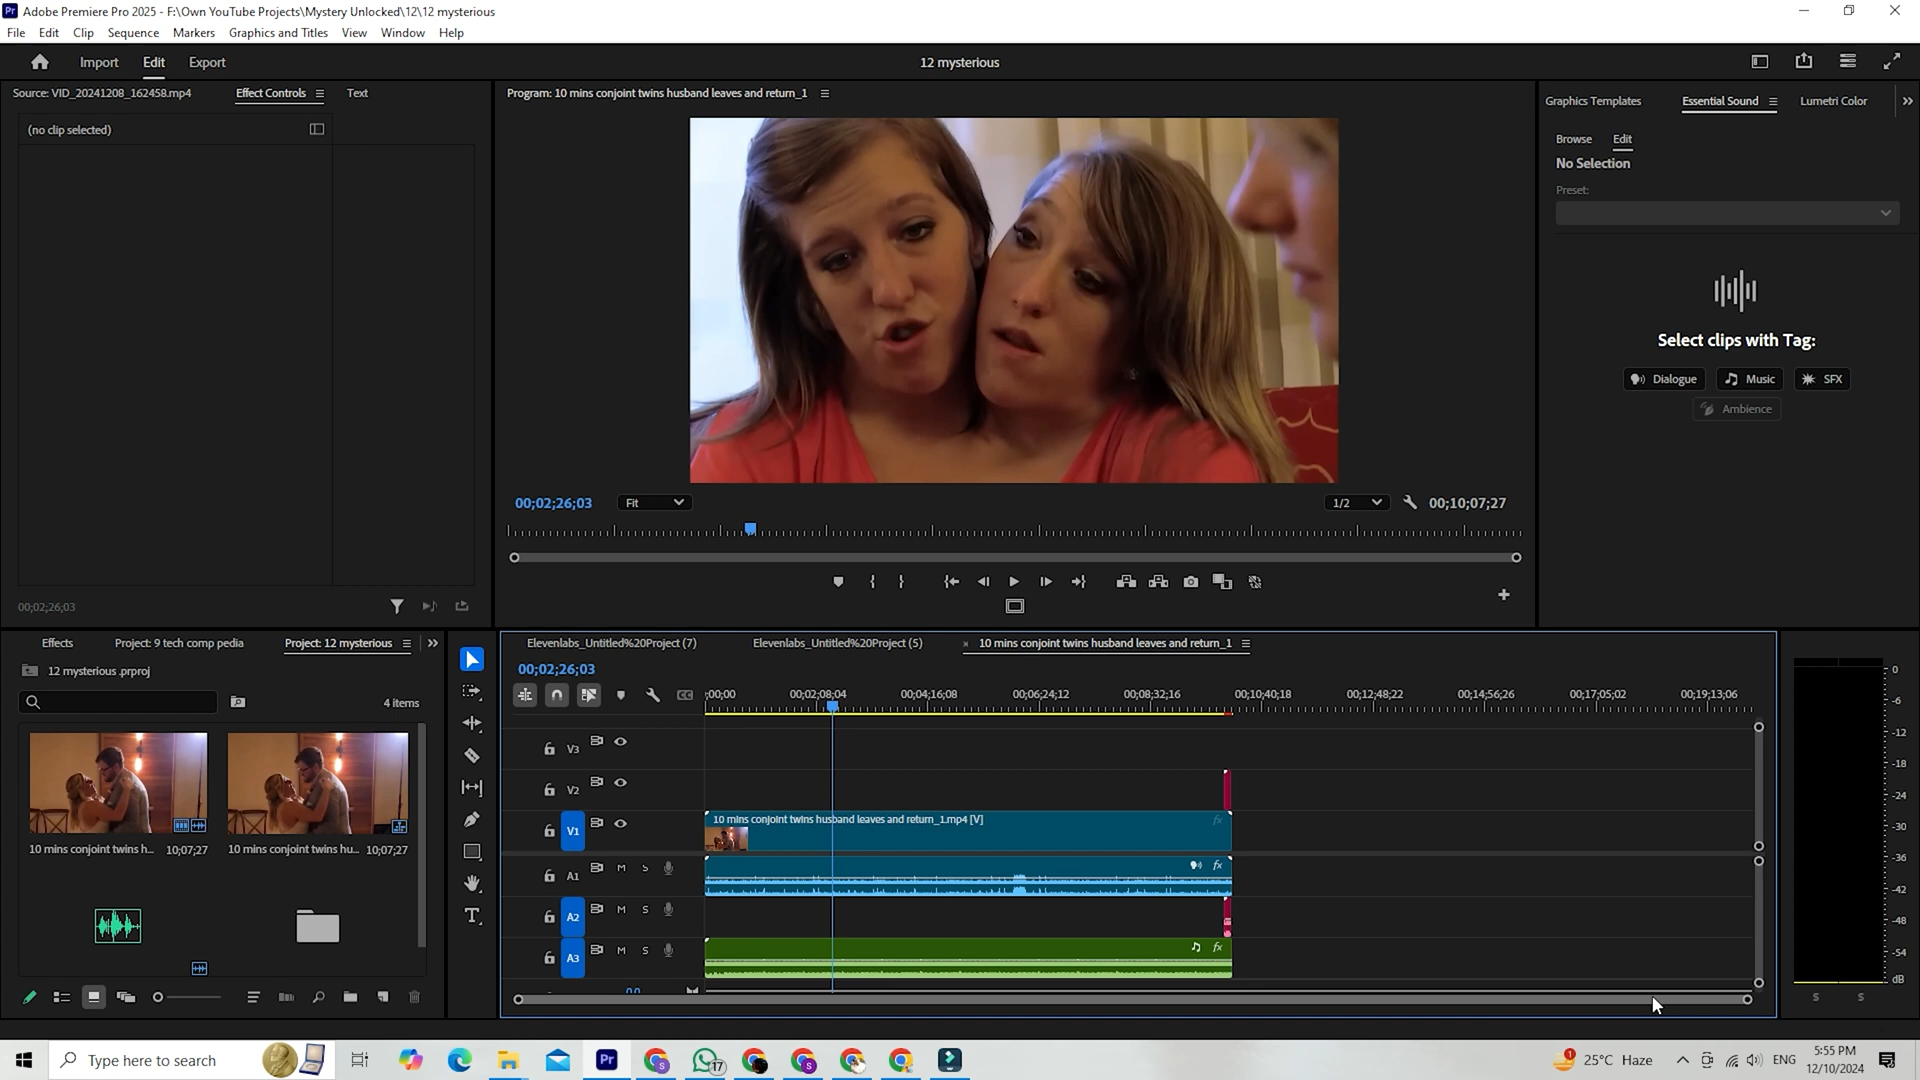 Adobe Premiere Pro 2025 - F:\Own YouTube Projects\Mystery Unlocked\12\12 mysterious
File Edit Clip Sequence Markers Graphics and Titles View Window Help
Import Edit Export
12 mysterious
Source: VID_20241208_162458.mp4 Effect Controls Text
(no clip selected)
00;02;26;03
Program: 10 mins conjoint twins husband leaves and return_1
00;02;26;03 Fit 1/2 00;10;07;27
Graphics Templates Essential Sound Lumetri Color
Browse Edit
No Selection
Preset:
Select clips with Tag:
Dialogue Music SFX
Ambience
Effects Project: 9 tech comp pedia Project: 12 mysterious
12 mysterious .prproj
4 items
10 mins conjoint twins h... 10;07;27 10 mins conjoint twins hu... 10;07;27
Elevenlabs_Untitled%20Project (7) Elevenlabs_Untitled%20Project (5) 10 mins conjoint twins husband leaves and return_1
00;02;26;03
;00;00 00;02;08;04 00;04;16;08 00;06;24;12 00;08;32;16 00;10;40;18 00;12;48;22 00;14;56;26 00;17;05;02 00;19;13;06
V3
V2
V1 10 mins conjoint twins husband leaves and return_1.mp4 [V] fx
A1 M S fx
A2 M S
A3 M S fx
0.0
0
-6
-12
-18
-24
-30
-36
-42
-48
-54
dB
S S
Type here to search
Pr
17
1 25°C Haze ENG 5:55 PM
12/10/2024